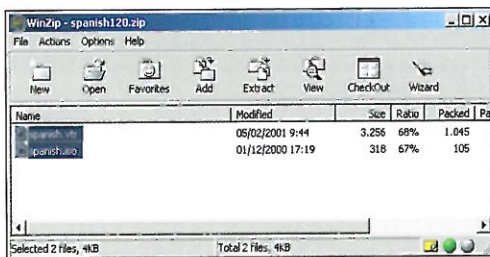 WinZip - spanish120.zip
File Actions Options Help
New Open Favorites Add Extract View CheckOut Wizard
Name Modified Size Ratio Packed Pa
05/02/2001 9:44 3.256 68% 1.045
01/12/2000 17:19 318 67% 105
Selected 2 files, 4kB Total 2 files, 4kB